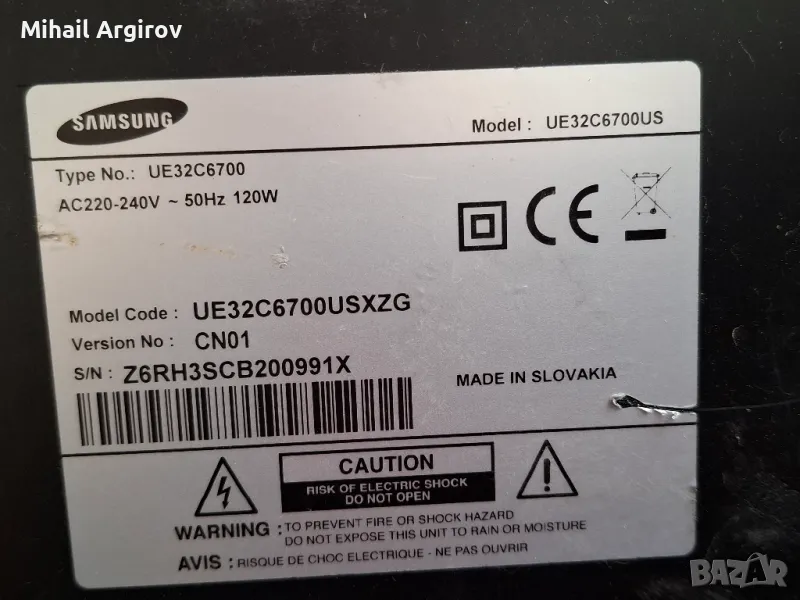 Mihail Argirov
SAMSUNG
Model : UE32C6700US
Type No.: UE32C6700
AC220-240V ~ 50Hz 120W
Model Code : UE32C6700USXZG
Version No : CN01
S/N : Z6RH3SCB200991X
MADE IN SLOVAKIA
CAUTION
RISK OF ELECTRIC SHOCK
DO NOT OPEN
WARNING : TO PREVENT FIRE OR SHOCK HAZARD
DO NOT EXPOSE THIS UNIT TO RAIN OR MOISTURE
AVIS : RISQUE DE CHOC ELECTRIQUE - NE PAS OUVRIR
BAZAR